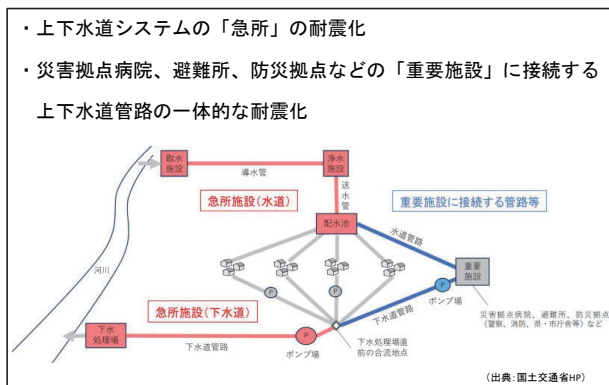 ・上下水道システムの「急所」の耐震化
・災害拠点病院、避難所、防災拠点などの「重要施設」に接続する
上下水道管路の一体的な耐震化
取水
施設
導水管
浄水
施設
送水管
急所施設(水道)
重要施設に接続する管路等
配水池
水道管路
重要
施設
河川
P
P
P
ポンプ場
急所施設(下水道)
下水道管路
災害拠点病院、避難所、防災拠点
(警察、消防、県・市庁舎等)など
下水
処理場
下水道管路
P
ポンプ場
下水処理場直
前の合流地点
(出典:国土交通省HP)